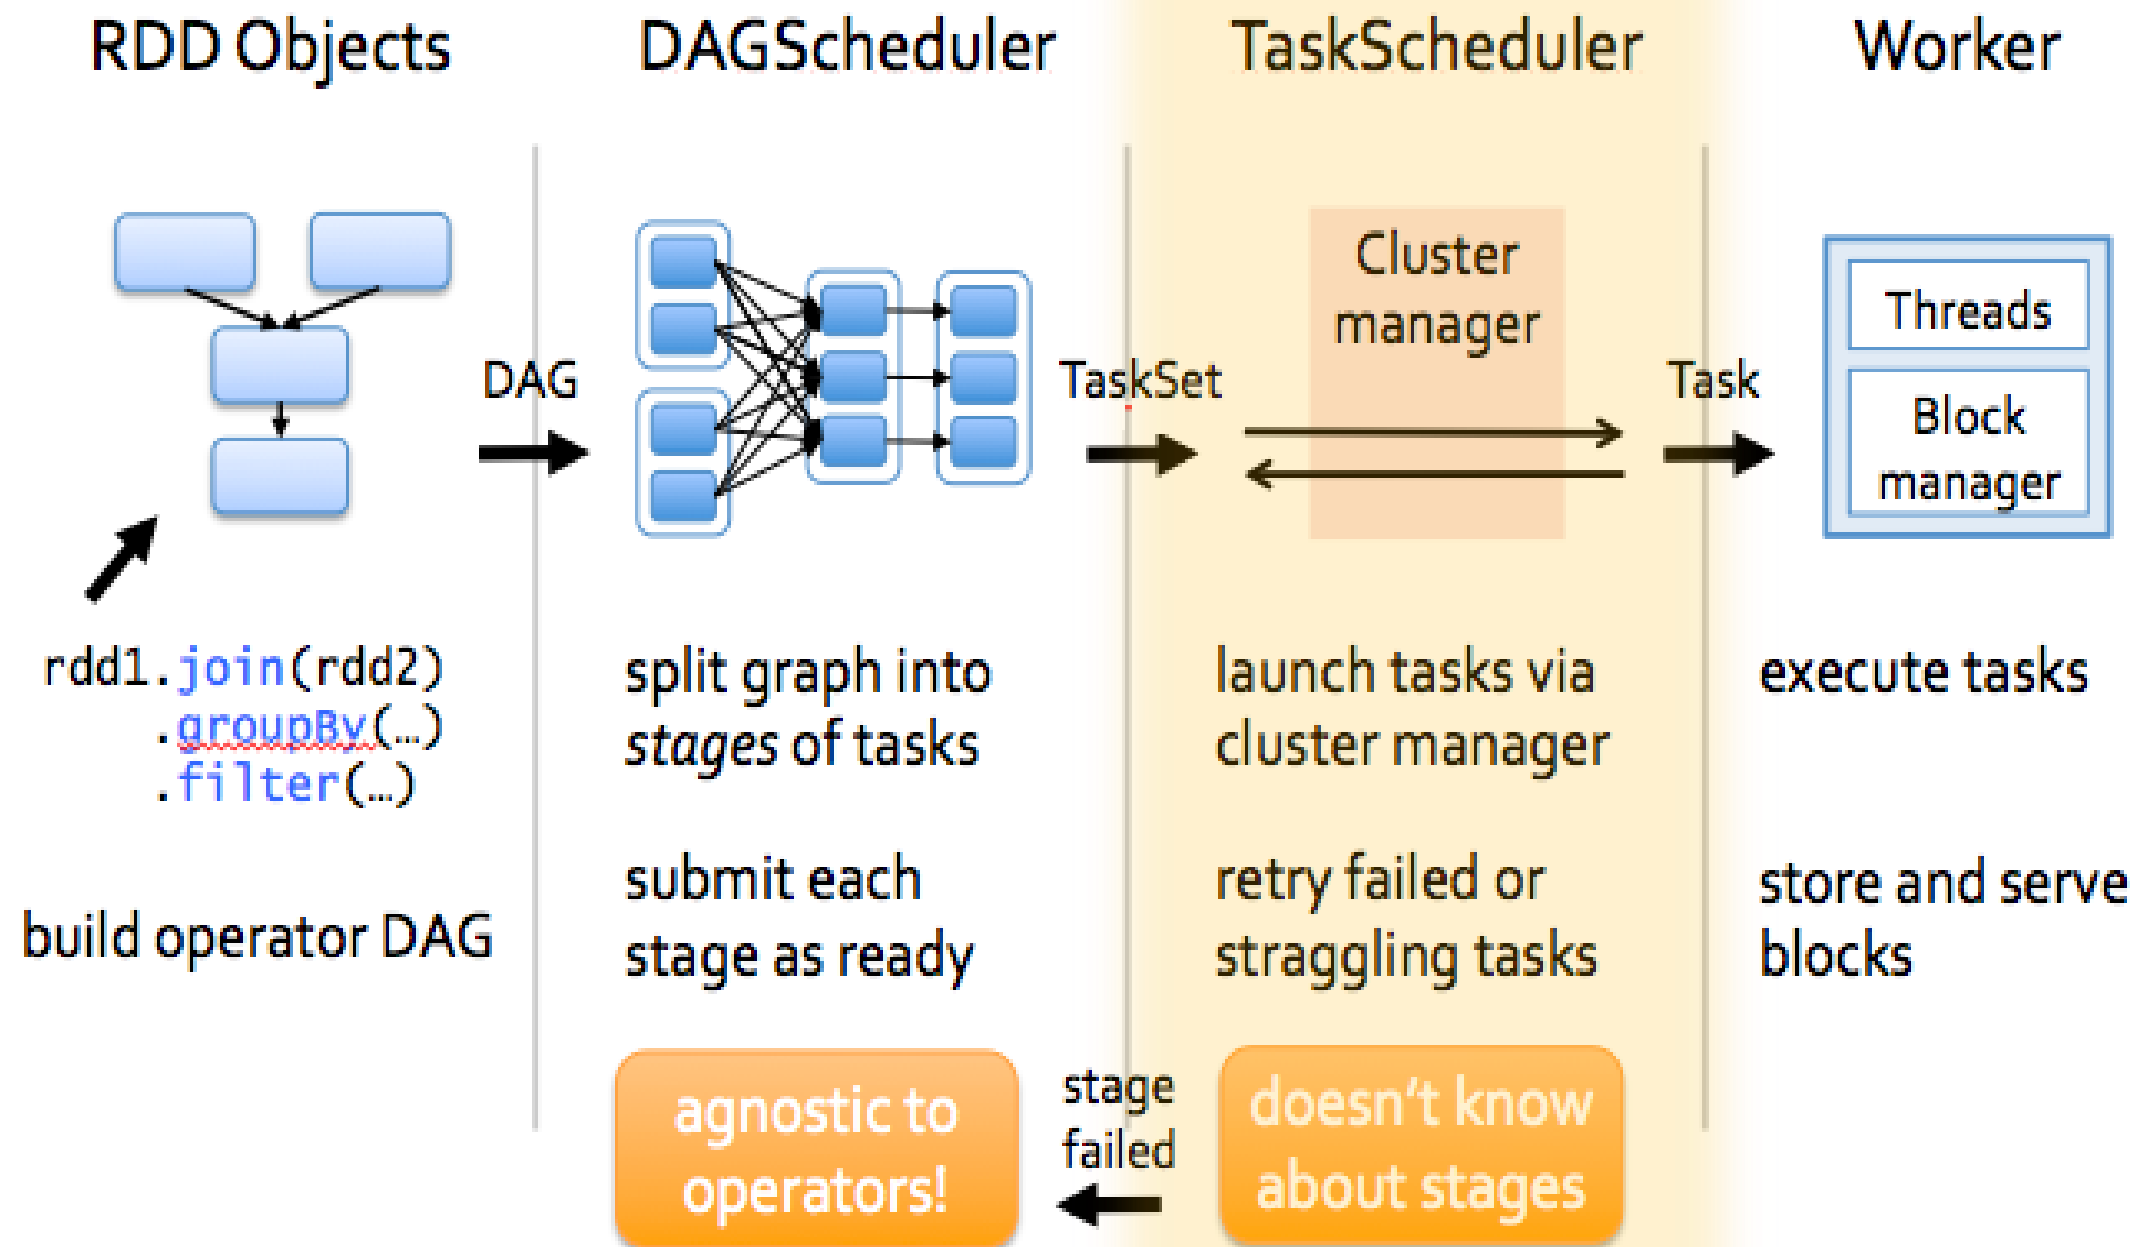 RDD Objects
DAGScheduler
TaskScheduler
Worker
DAG
TaskSet
Cluster
manager
Task
Threads
Block
manager
rdd1.join(rdd2)
.groupBy(…)
.filter(…)
build operator DAG
split graph into
stages of tasks
submit each
stage as ready
launch tasks via
cluster manager
retry failed or
straggling tasks
execute tasks
store and serve
blocks
agnostic to
operators!
stage
failed
doesn't know
about stages